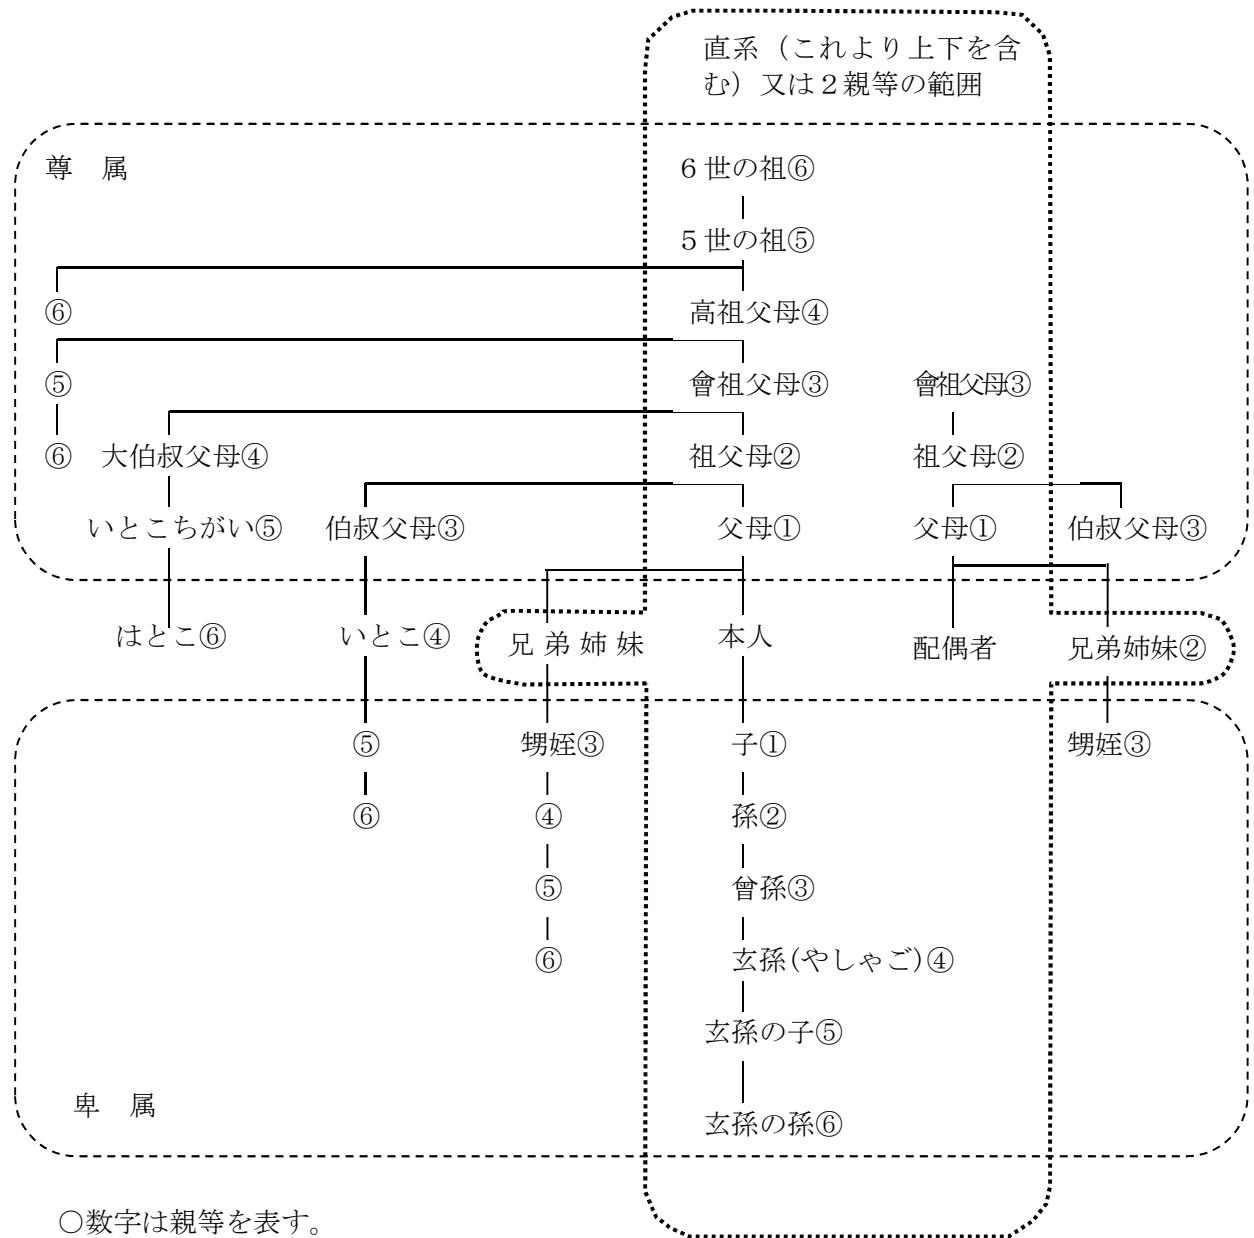 直系（これより上下を含
む）又は２親等の範囲
尊　属
６世の祖⑥
５世の祖⑤
⑥　高祖父母④
⑤　會祖父母③　會祖父母③
⑥　大伯叔父母④　祖父母②　祖父母②
いとこちがい⑤　伯叔父母③　父母①　父母①　伯叔父母③
はとこ⑥　いとこ④　兄弟姉妹　本人　配偶者　兄弟姉妹②
⑤　甥姪③　子①　甥姪③
⑥　④　孫②
⑤　曾孫③
⑥　玄孫(やしゃご)④
玄孫の子⑤
卑　属
玄孫の孫⑥
○数字は親等を表す。